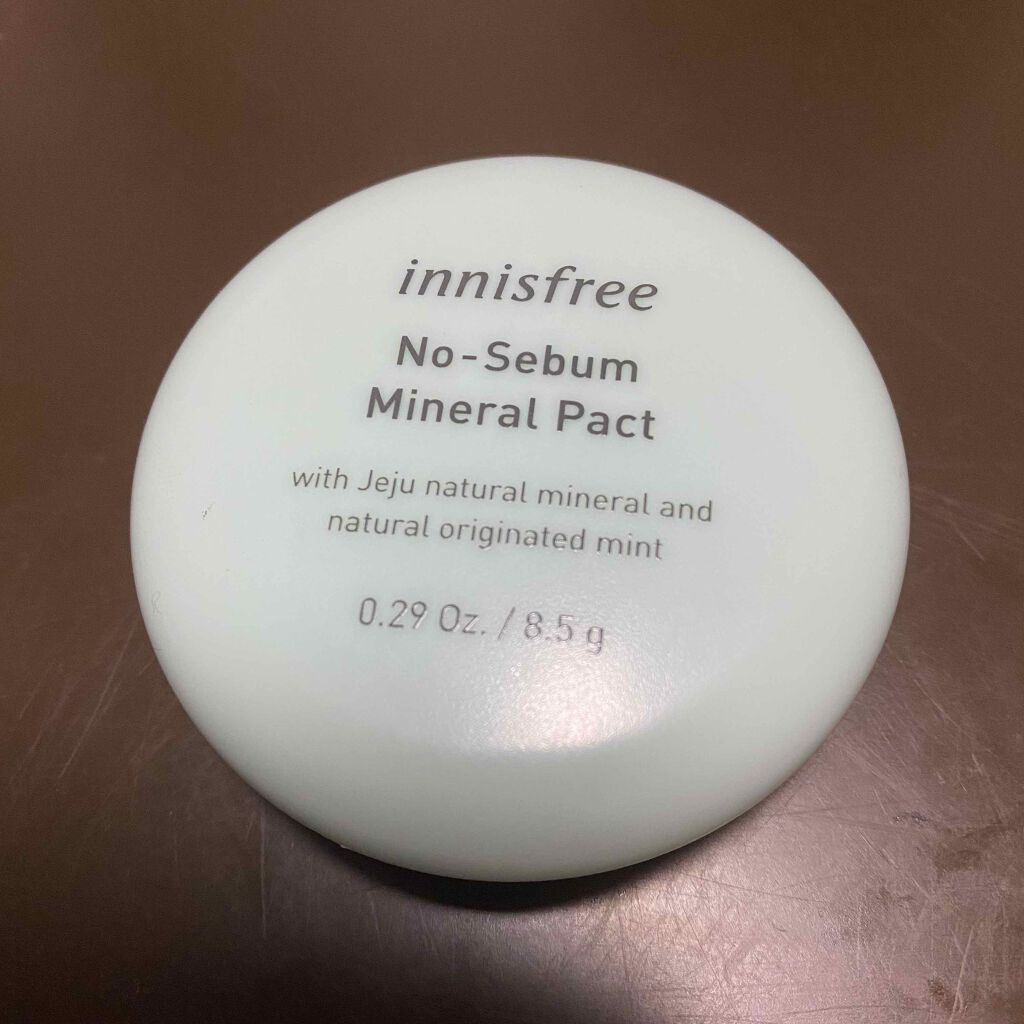 innisfree
No-Sebum
Mineral Pact
with Jeju natural mineral and
natural originated mint
0.29 Oz. / 8.5 g